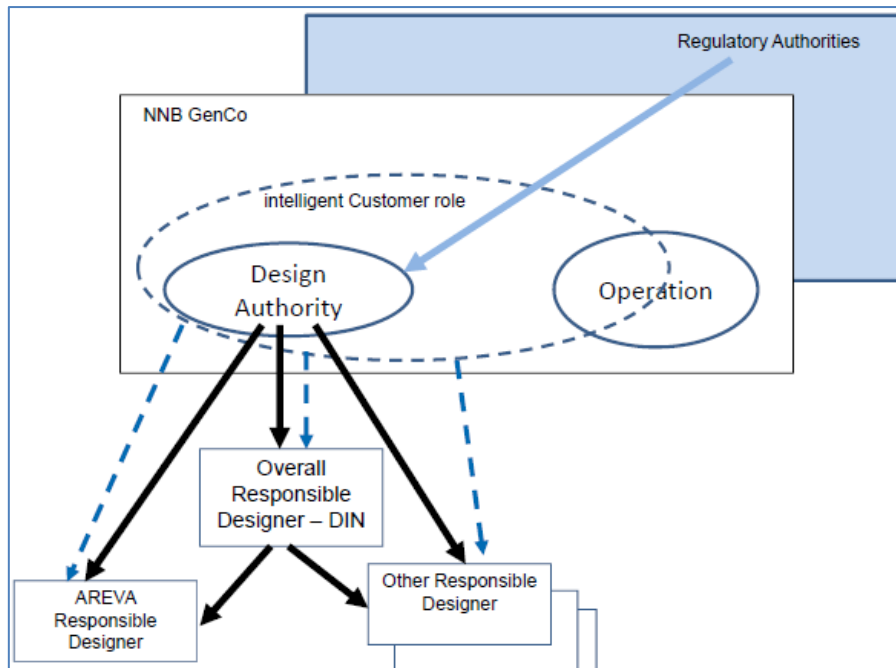 Regulatory Authorities
NNB GenCo
intelligent Customer role
Design
Authority
Operation
Overall
Responsible
Designer – DIN
AREVA
Responsible
Designer
Other Responsible
Designer